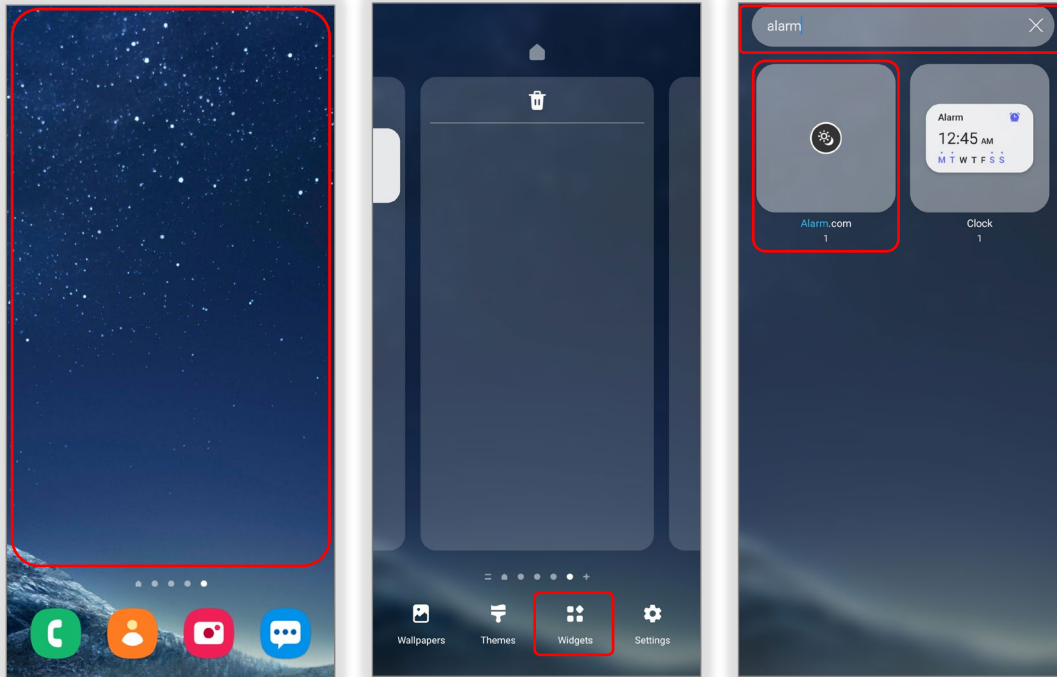 Wallpapers
Themes
Widgets
Settings
alarm
Alarm
12:45 AM
M T W T F S S
Alarm.com
1
Clock
1